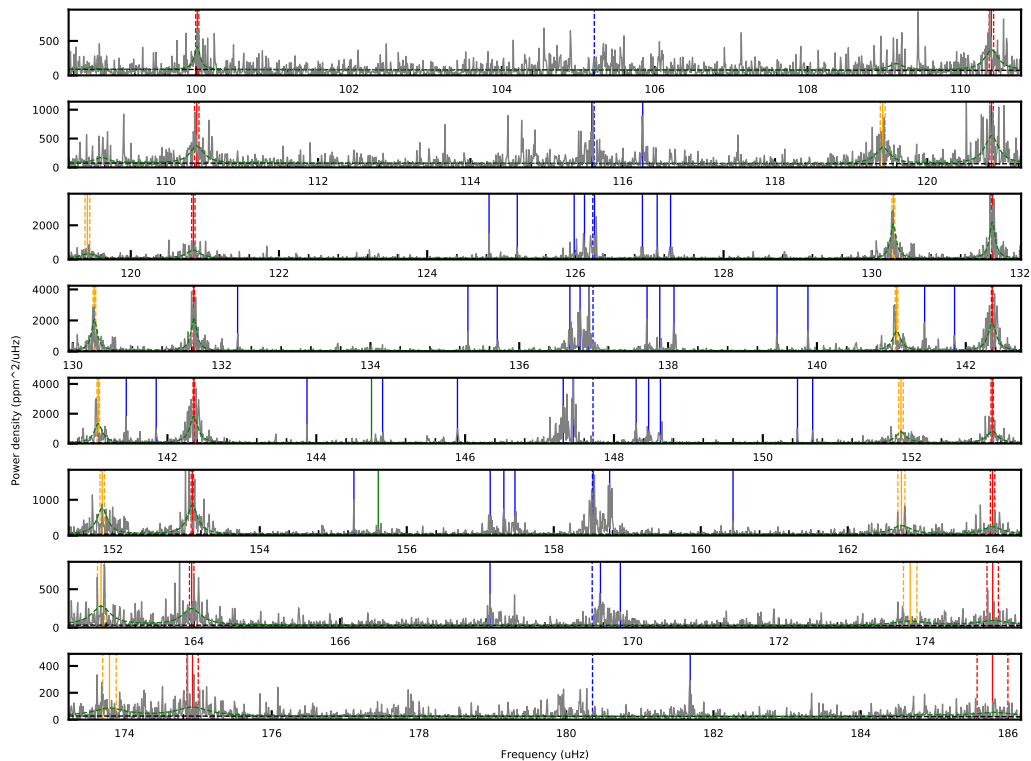 500
0
100 102 104 106 108 110
1000
500
0
110 112 114 116 118 120
2000
0
120 122 124 126 128 130 132
4000
2000
0
130 132 134 136 138 140 142
4000
2000
0
142 144 146 148 150 152
Power density (ppm^2/uHz)
1000
0
152 154 156 158 160 162 164
500
0
164 166 168 170 172 174
400
200
0
174 176 178 180 182 184 186
Frequency (uHz)